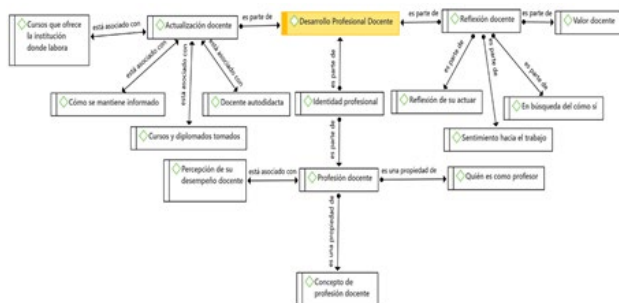 Cursos que ofrece
la institución
donde labora
está asociado con
Actualización docente
es parte de
Desarrollo Profesional Docente
es parte de
Reflexión docente
es parte de
Valor docente
está asociado con
está asociado con
está asociado con
es parte de
es parte de
es parte de
es parte de
Cómo se mantiene informado
Docente autodidacta
Identidad profesional
Reflexión de su actuar
En búsqueda del cómo sí
Cursos y diplomados tomados
es parte de
Sentimiento hacia el trabajo
Percepción de su
desempeño docente
está asociado con
Profesión docente
es una propiedad de
Quién es como profesor
es una propiedad de
Concepto de
profesión docente